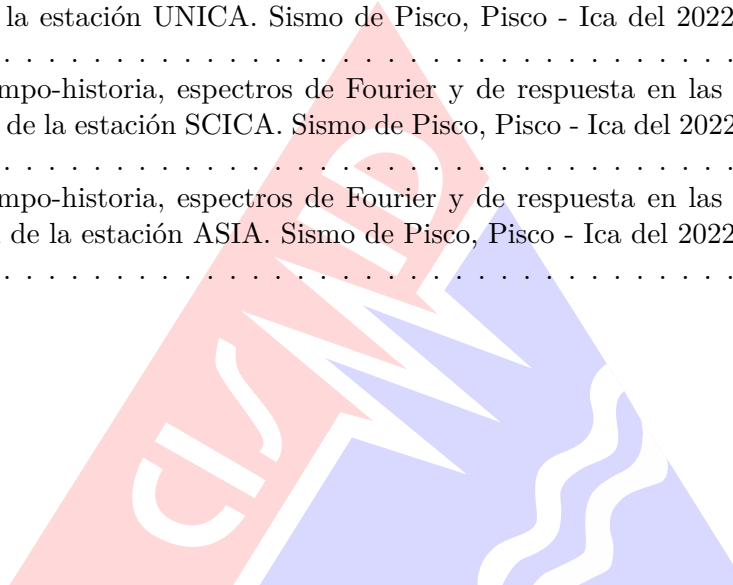 la estación UNICA. Sismo de Pisco, Pisco - Ica del 2022
. . . . . . . . . . . . . . . . . . . . . . . . . . . . . . . . .
mpo-historia, espectros de Fourier y de respuesta en las
de la estación SCICA. Sismo de Pisco, Pisco - Ica del 2022
. . . . . . . . . . . . . . . . . . . . . . . . . . . . . . . . .
mpo-historia, espectros de Fourier y de respuesta en las
de la estación ASIA. Sismo de Pisco, Pisco - Ica del 2022
. . . . . . . . . . . . . . . . . . . . . . . . . . . . . . . . .
CISMID